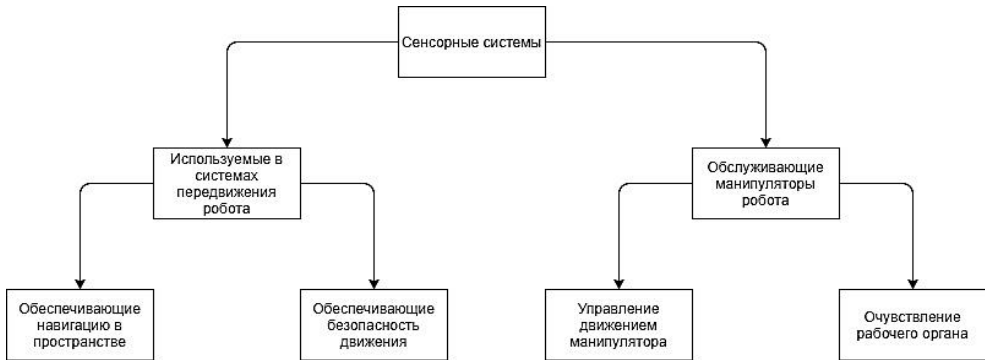 Сенсорные системы
Используемые в
системах
передвижения
робота
Обслуживающие
манипуляторы
робота
Обеспечивающие
навигацию в
пространстве
Обеспечивающие
безопасность
движения
Управление
движением
манипулятора
Очувствление
рабочего органа